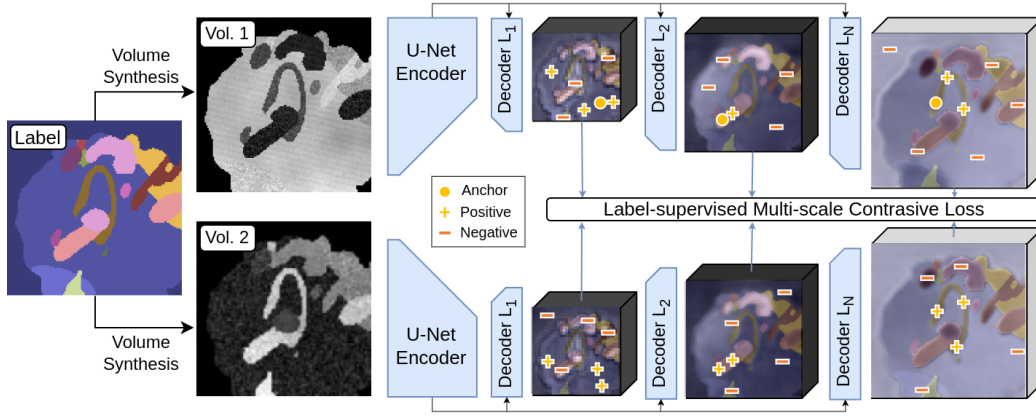 Label
Volume
Synthesis
Vol. 1
U-Net
Encoder
Decoder L1
Decoder L2
Decoder LN
Anchor
Positive
Negative
Label-supervised Multi-scale Contrasive Loss
Volume
Synthesis
Vol. 2
U-Net
Encoder
Decoder L1
Decoder L2
Decoder LN